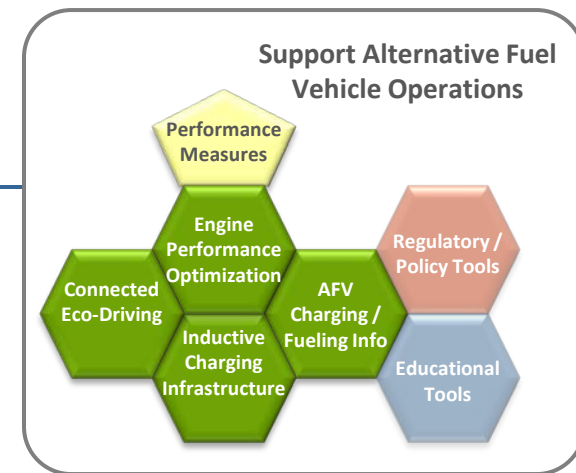 Support Alternative Fuel
Vehicle Operations
Performance
Measures
Engine
Performance
Optimization
Regulatory /
Policy Tools
Connected
Eco-Driving
AFV
Charging /
Fueling Info
Inductive
Charging
Infrastructure
Educational
Tools